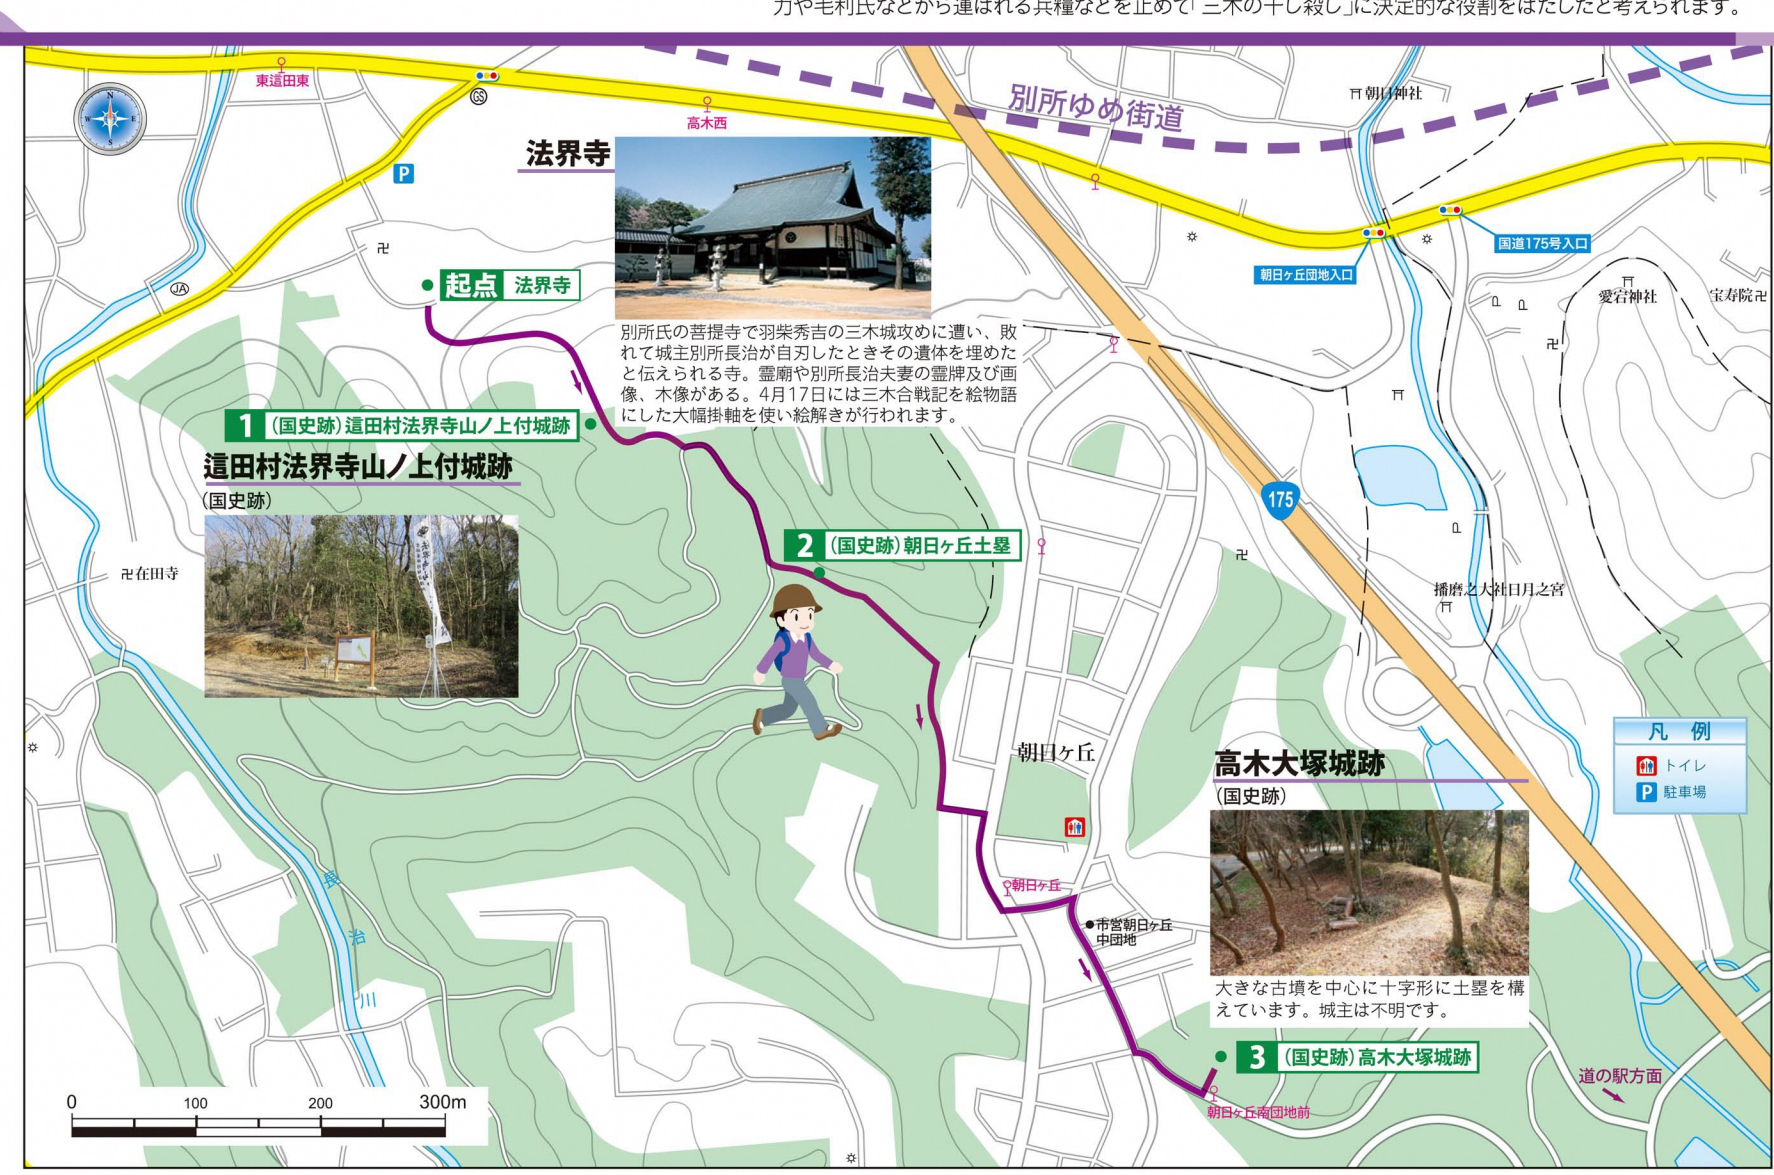 力や毛利氏などから運ばれる兵糧などを止めて「三木の干し殺し」に決定的な役割をはたしたと考えられます。
東這田東
N
W
E
S
GS
高木西
別所ゆめ街道
朝日神社
P
法界寺
国道175号入口
朝日ヶ丘団地入口
起点 法界寺
JA
愛宕神社
宝寿院
P
P
別所氏の菩提寺で羽柴秀吉の三木城攻めに遭い、敗
れて城主別所長治が自刃したときその遺体を埋めた
と伝えられる寺。霊廟や別所長治夫妻の霊牌及び画
像、木像がある。4月17日には三木合戦記を絵物語
にした大幅掛軸を使い絵解きが行われます。
1 (国史跡)這田村法界寺山ノ上付城跡
這田村法界寺山ノ上付城跡
(国史跡)
175
P
2 (国史跡)朝日ヶ丘土塁
在田寺
播磨之大社日月之宮
朝日ヶ丘
高木大塚城跡
(国史跡)
凡例
トイレ
P 駐車場
長治川
朝日ヶ丘
市営朝日ヶ丘
中団地
大きな古墳を中心に十字形に土塁を構
えています。城主は不明です。
3 (国史跡)高木大塚城跡
道の駅方面
朝日ヶ丘南団地前
0 100 200 300m